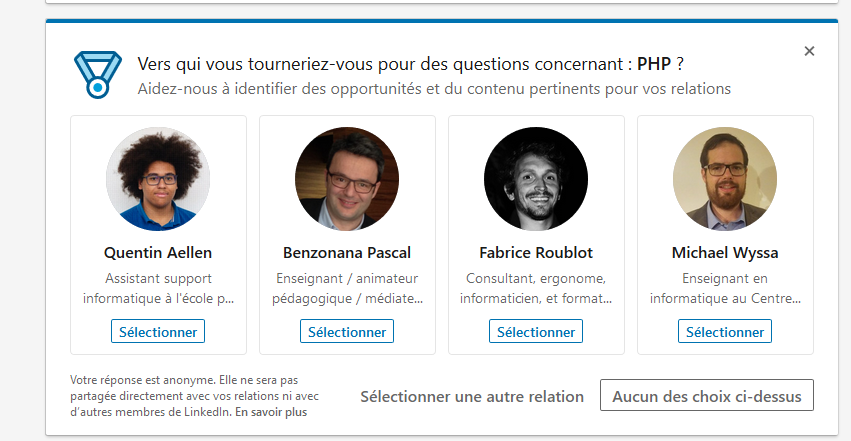 Vers qui vous tourneriez-vous pour des questions concernant : PHP ?
Aidez-nous à identifier des opportunités et du contenu pertinents pour vos relations
Quentin Aellen
Assistant support
informatique à l'école p...
Sélectionner
Benzonana Pascal
Enseignant / animateur
pédagogique / médiate...
Sélectionner
Fabrice Roublot
Consultant, ergonome,
informaticien, et format...
Sélectionner
Michael Wyssa
Enseignant en
informatique au Centre...
Sélectionner
Votre réponse est anonyme. Elle ne sera pas
partagée directement avec vos relations ni avec
d'autres membres de LinkedIn. En savoir plus
Sélectionner une autre relation
Aucun des choix ci-dessus